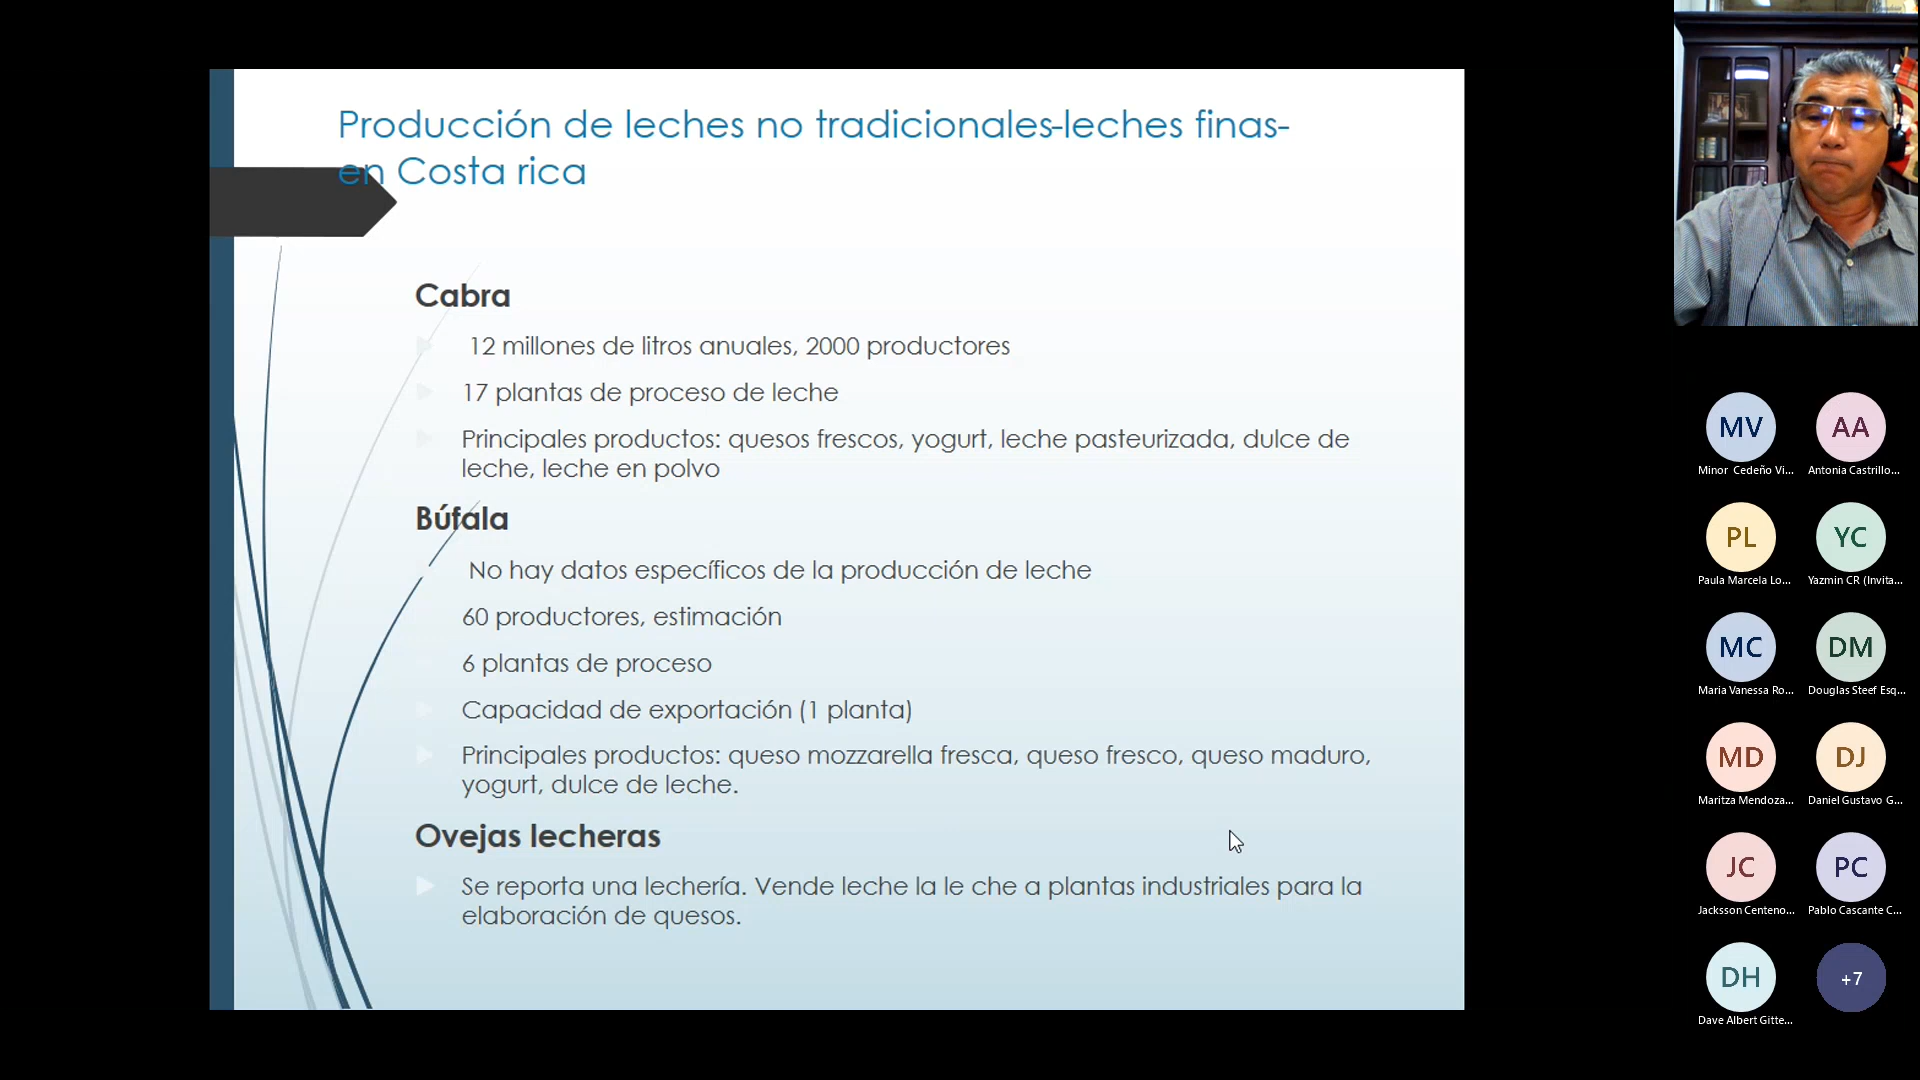 Producción de leches no tradicionales-leches finas-
en Costa rica
Cabra
12 millones de litros anuales, 2000 productores
17 plantas de proceso de leche
Principales productos: quesos frescos, yogurt, leche pasteurizada, dulce de
leche, leche en polvo
Búfala
No hay datos específicos de la producción de leche
60 productores, estimación
6 plantas de proceso
Capacidad de exportación (1 planta)
Principales productos: queso mozzarella fresca, queso fresco, queso maduro,
yogurt, dulce de leche.
Ovejas lecheras
Se reporta una lechería. Vende leche la le che a plantas industriales para la
elaboración de quesos.
MV
Minor Cedeño Vi...
AA
Antonia Castrillo...
PL
Paula Marcela Lo...
YC
Yazmin CR (Invita...
MC
Maria Vanessa Ro...
DM
Douglas Steef Esq...
MD
Maritza Mendoza...
DJ
Daniel Gustavo G...
JC
Jacksson Centeno...
PC
Pablo Cascante C...
DH
Dave Albert Gitte...
+7